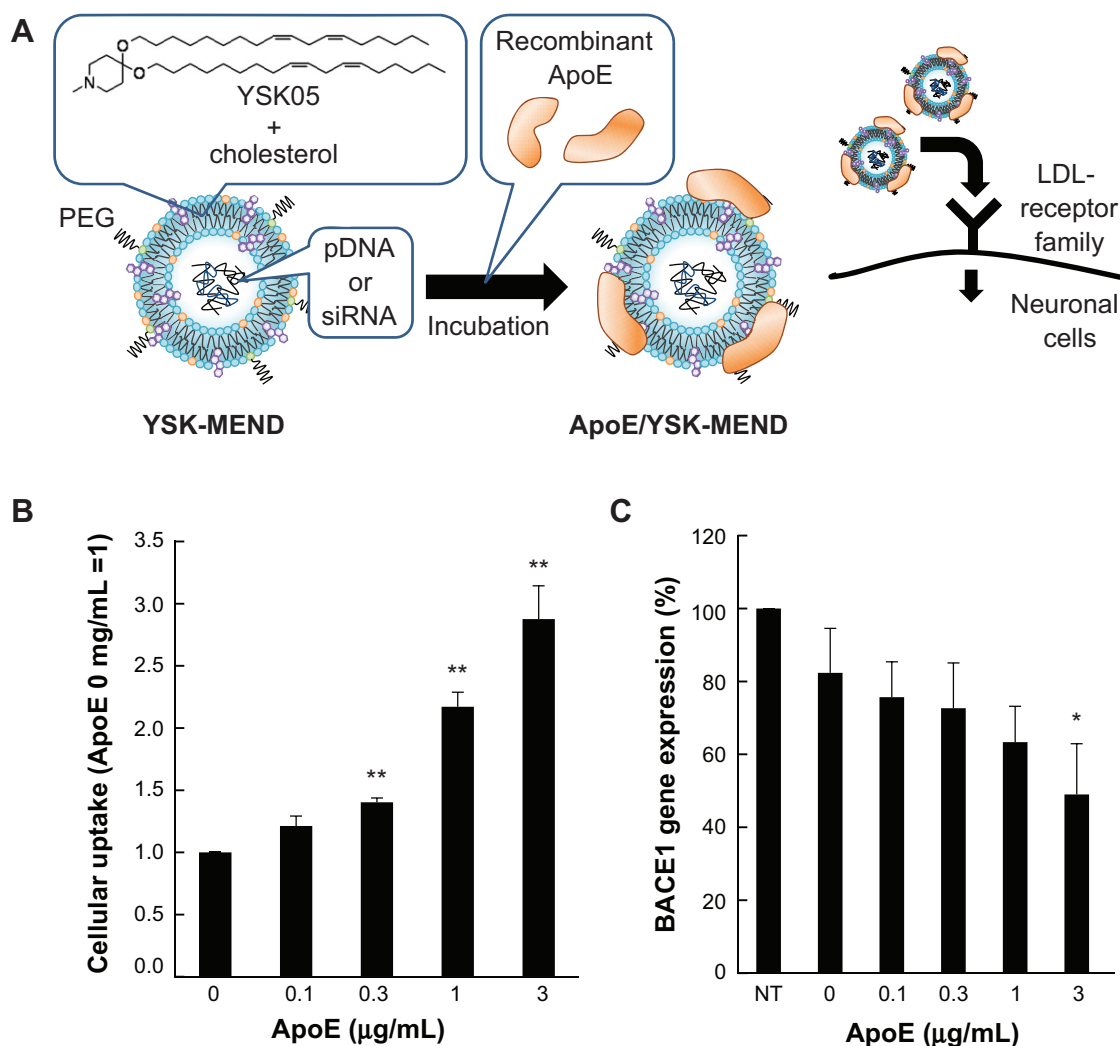 A
O
O
N
YSK05
+
cholesterol
Recombinant
ApoE
PEG
pDNA
or
siRNA
Incubation
LDL-
receptor
family
Neuronal
cells
YSK-MEND
ApoE/YSK-MEND
B
Cellular uptake (ApoE 0 mg/mL =1)
3.5
3.0
2.5
2.0
1.5
1.0
0.5
0.0
**
**
**
0 0.1 0.3 1 3
ApoE (μg/mL)
C
BACE1 gene expression (%)
120
100
80
60
40
20
0
*
NT 0 0.1 0.3 1 3
ApoE (μg/mL)